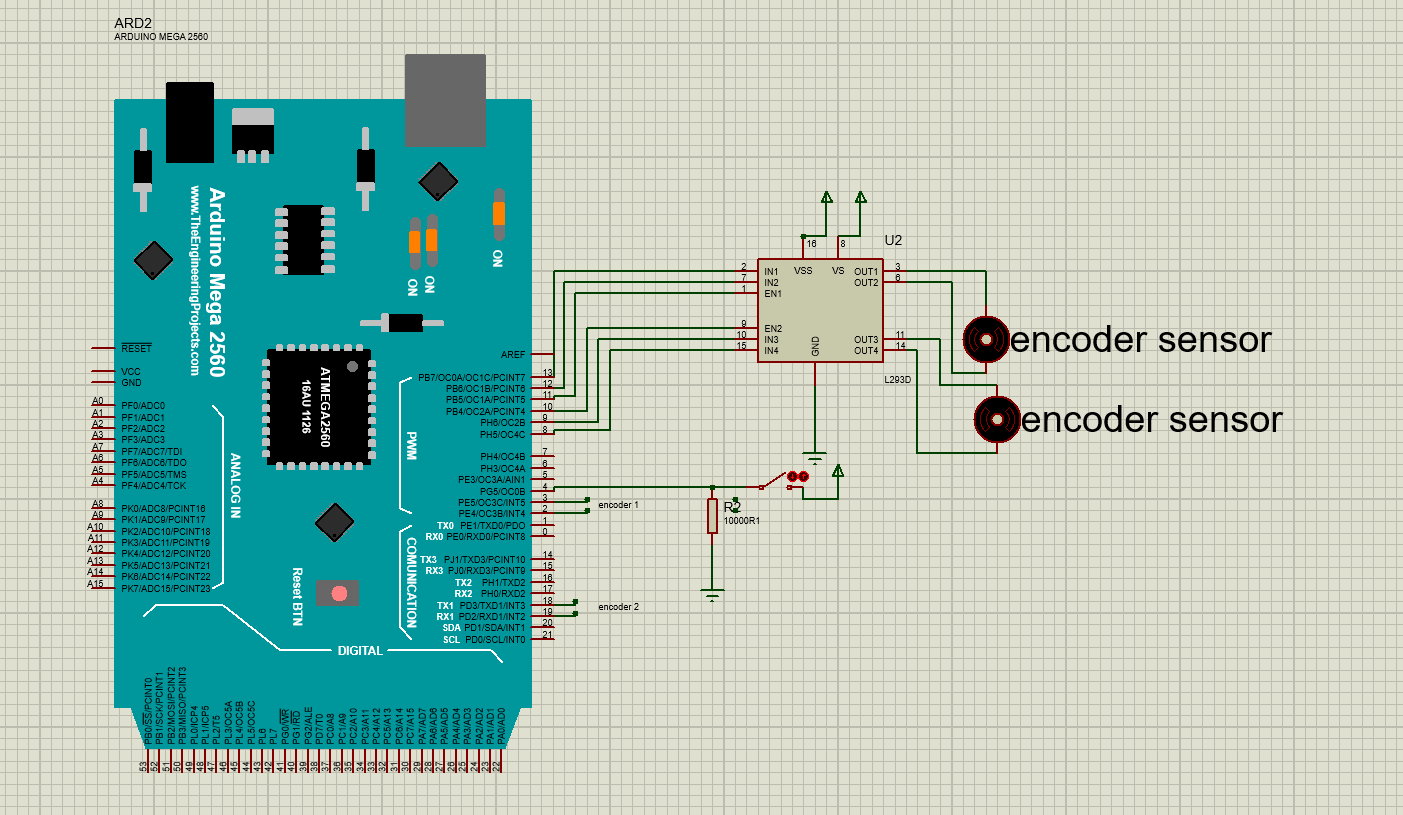 ARD2
ARDUINO MEGA 2560
Arduino Mega 2560
www.TheEngineeringProjects.com
ON
ON
ON
ATMEGA2560
16AU 1126
RESET
VCC
GND
A0 PF0/ADC0
A1 PF1/ADC1
A2 PF2/ADC2
A3 PF3/ADC3
A7 PF7/ADC7/TDI
A6 PF6/ADC6/TDO
A5 PF5/ADC5/TMS
A4 PF4/ADC4/TCK
A8 PK0/ADC8/PCINT16
A9 PK1/ADC9/PCINT17
A10 PK2/ADC10/PCINT18
A11 PK3/ADC11/PCINT19
A12 PK4/ADC12/PCINT20
A13 PK5/ADC13/PCINT21
A14 PK6/ADC14/PCINT22
A15 PK7/ADC15/PCINT23
ANALOG IN
Reset BTN
PWM
COMUNICATION
DIGITAL
AREF
PB7/OC0A/OC1C/PCINT7 13
PB6/OC1B/PCINT6 12
PB5/OC1A/PCINT5 11
PB4/OC2A/PCINT4 10
PH6/OC2B 9
PH5/OC4C 8
PH4/OC4B 7
PH3/OC4A 6
PE3/OC3A/AIN1 5
PG5/OC0B 4
PE5/OC3C/INT5 3
PE4/OC3B/INT4 2
TX0 PE1/TXD0/PDO 1
RX0 PE0/RXD0/PCINT8 0
TX3 PJ1/TXD3/PCINT10 14
RX3 PJ0/RXD3/PCINT9 15
TX2 PH1/TXD2 16
RX2 PH0/RXD2 17
TX1 PD3/TXD1/INT3 18
RX1 PD2/RXD1/INT2 19
SDA PD1/SDA/INT1 20
SCL PD0/SCL/INT0 21
encoder 1
encoder 2
PB0/SS/PCINT0 53
PB1/SCK/PCINT1 52
PB2/MOSI/PCINT2 51
PB3/MISO/PCINT3 50
PL0/ICP4 49
PL1/ICP5 48
PL2/T5 47
PL3/OC5A 46
PL4/OC5B 45
PL5/OC5C 44
PL6 43
PL7 42
PG0/WR 41
PG1/RD 40
PG2/ALE 39
PD7/T0 38
PC0/A8 37
PC1/A9 36
PC2/A10 35
PC3/A11 34
PC4/A12 33
PC5/A13 32
PC6/A14 31
PC7/A15 30
PA7/AD7 29
PA6/AD6 28
PA5/AD5 27
PA4/AD4 26
PA3/AD3 25
PA2/AD2 24
PA1/AD1 23
PA0/AD0 22
U2
16 8
VSS VS
2 IN1 OUT1 3
7 IN2 OUT2 6
1 EN1
9 EN2
10 IN3 OUT3 11
15 IN4 OUT4 14
GND
L293D
encoder sensor
encoder sensor
R2
10000R1